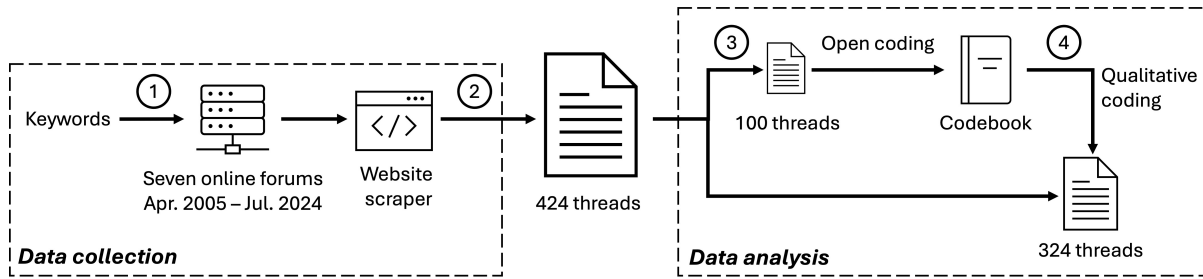 Keywords
1
Seven online forums
Apr. 2005 – Jul. 2024
</>
Website
scraper
2
Data collection
424 threads
3
100 threads
Open coding
Codebook
4
Qualitative
coding
324 threads
Data analysis